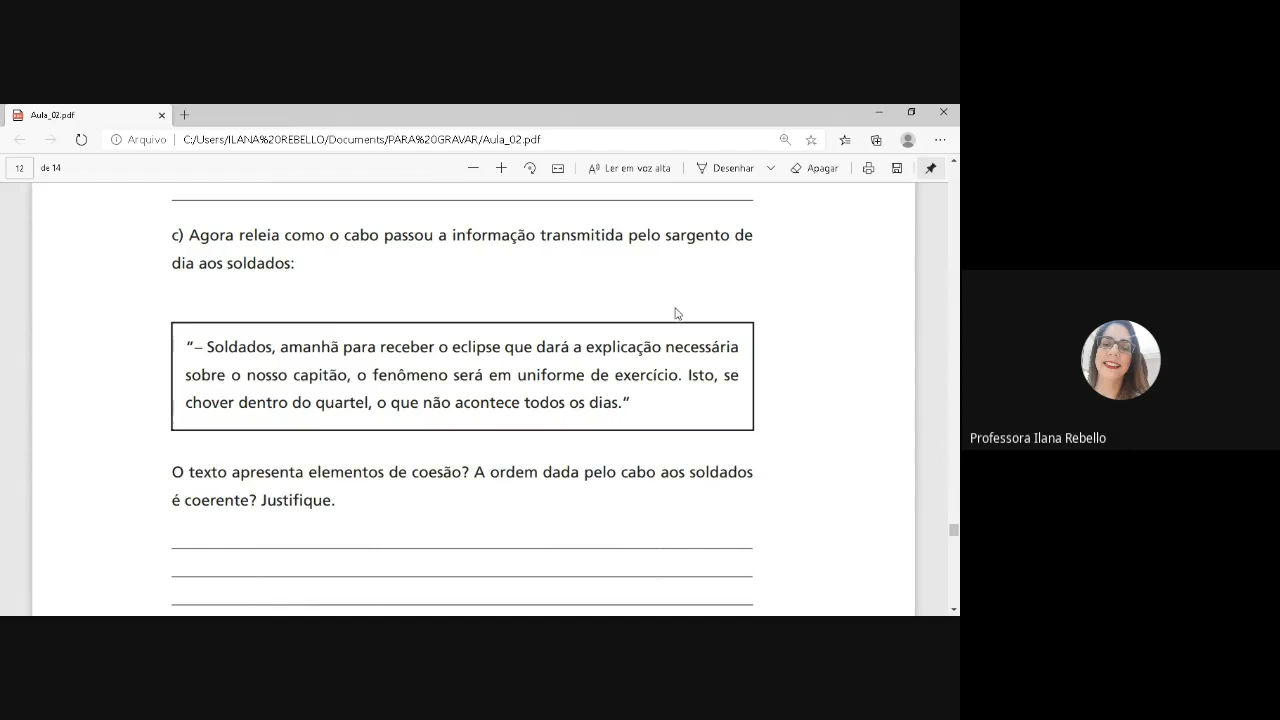 Aula_02.pdf
Arquivo | C:/Users/ILANA%20REBELLO/Documents/PARA%20GRAVAR/Aula_02.pdf
12 de 14 Ler em voz alta Desenhar Apagar
c) Agora releia como o cabo passou a informação transmitida pelo sargento de
dia aos soldados:
“– Soldados, amanhã para receber o eclipse que dará a explicação necessária
sobre o nosso capitão, o fenômeno será em uniforme de exercício. Isto, se
chover dentro do quartel, o que não acontece todos os dias.“
O texto apresenta elementos de coesão? A ordem dada pelo cabo aos soldados
é coerente? Justifique.
Professora Ilana Rebello